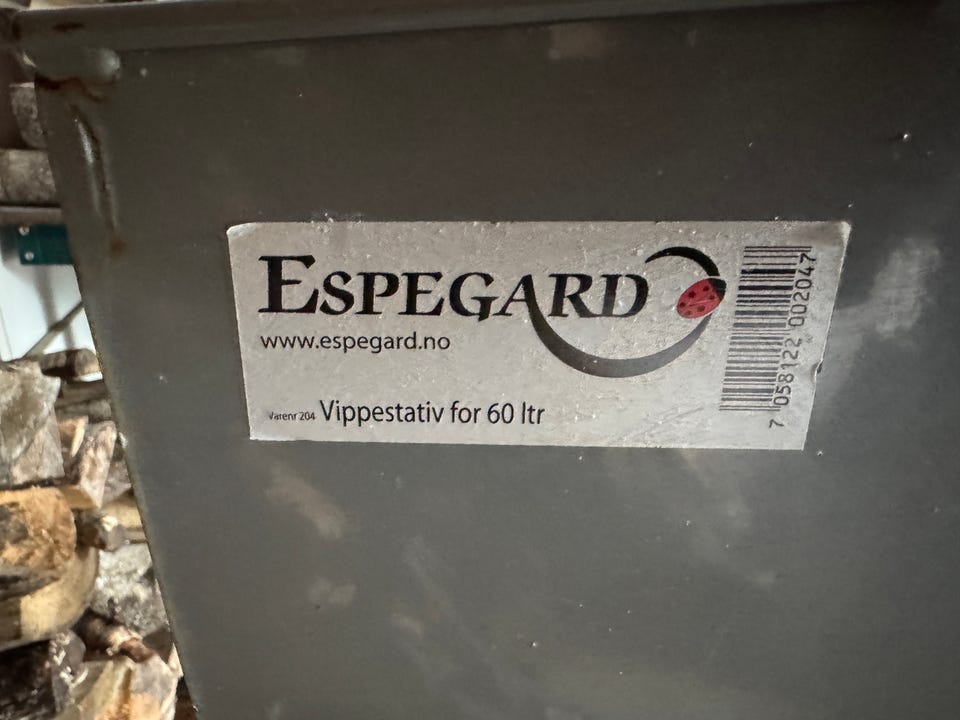 ESPEGARD
www.espegard.no
Varenr 204 Vippestativ for 60 ltr
7 058122 002047